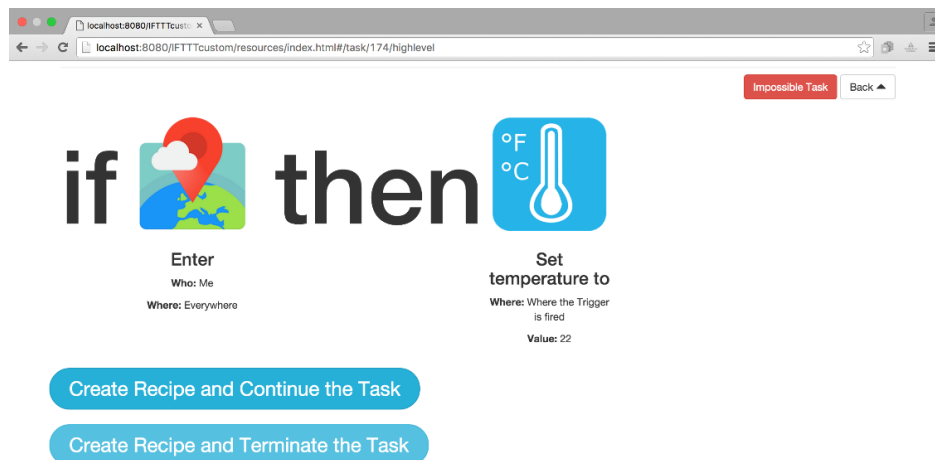 localhost:8080/IFTTTcusto
localhost:8080/IFTTTcustom/resources/index.html#/task/174/highlevel
Impossible Task
Back
if then
°F
°C
Enter
Who: Me
Where: Everywhere
Set
temperature to
Where: Where the Trigger
is fired
Value: 22
Create Recipe and Continue the Task
Create Recipe and Terminate the Task